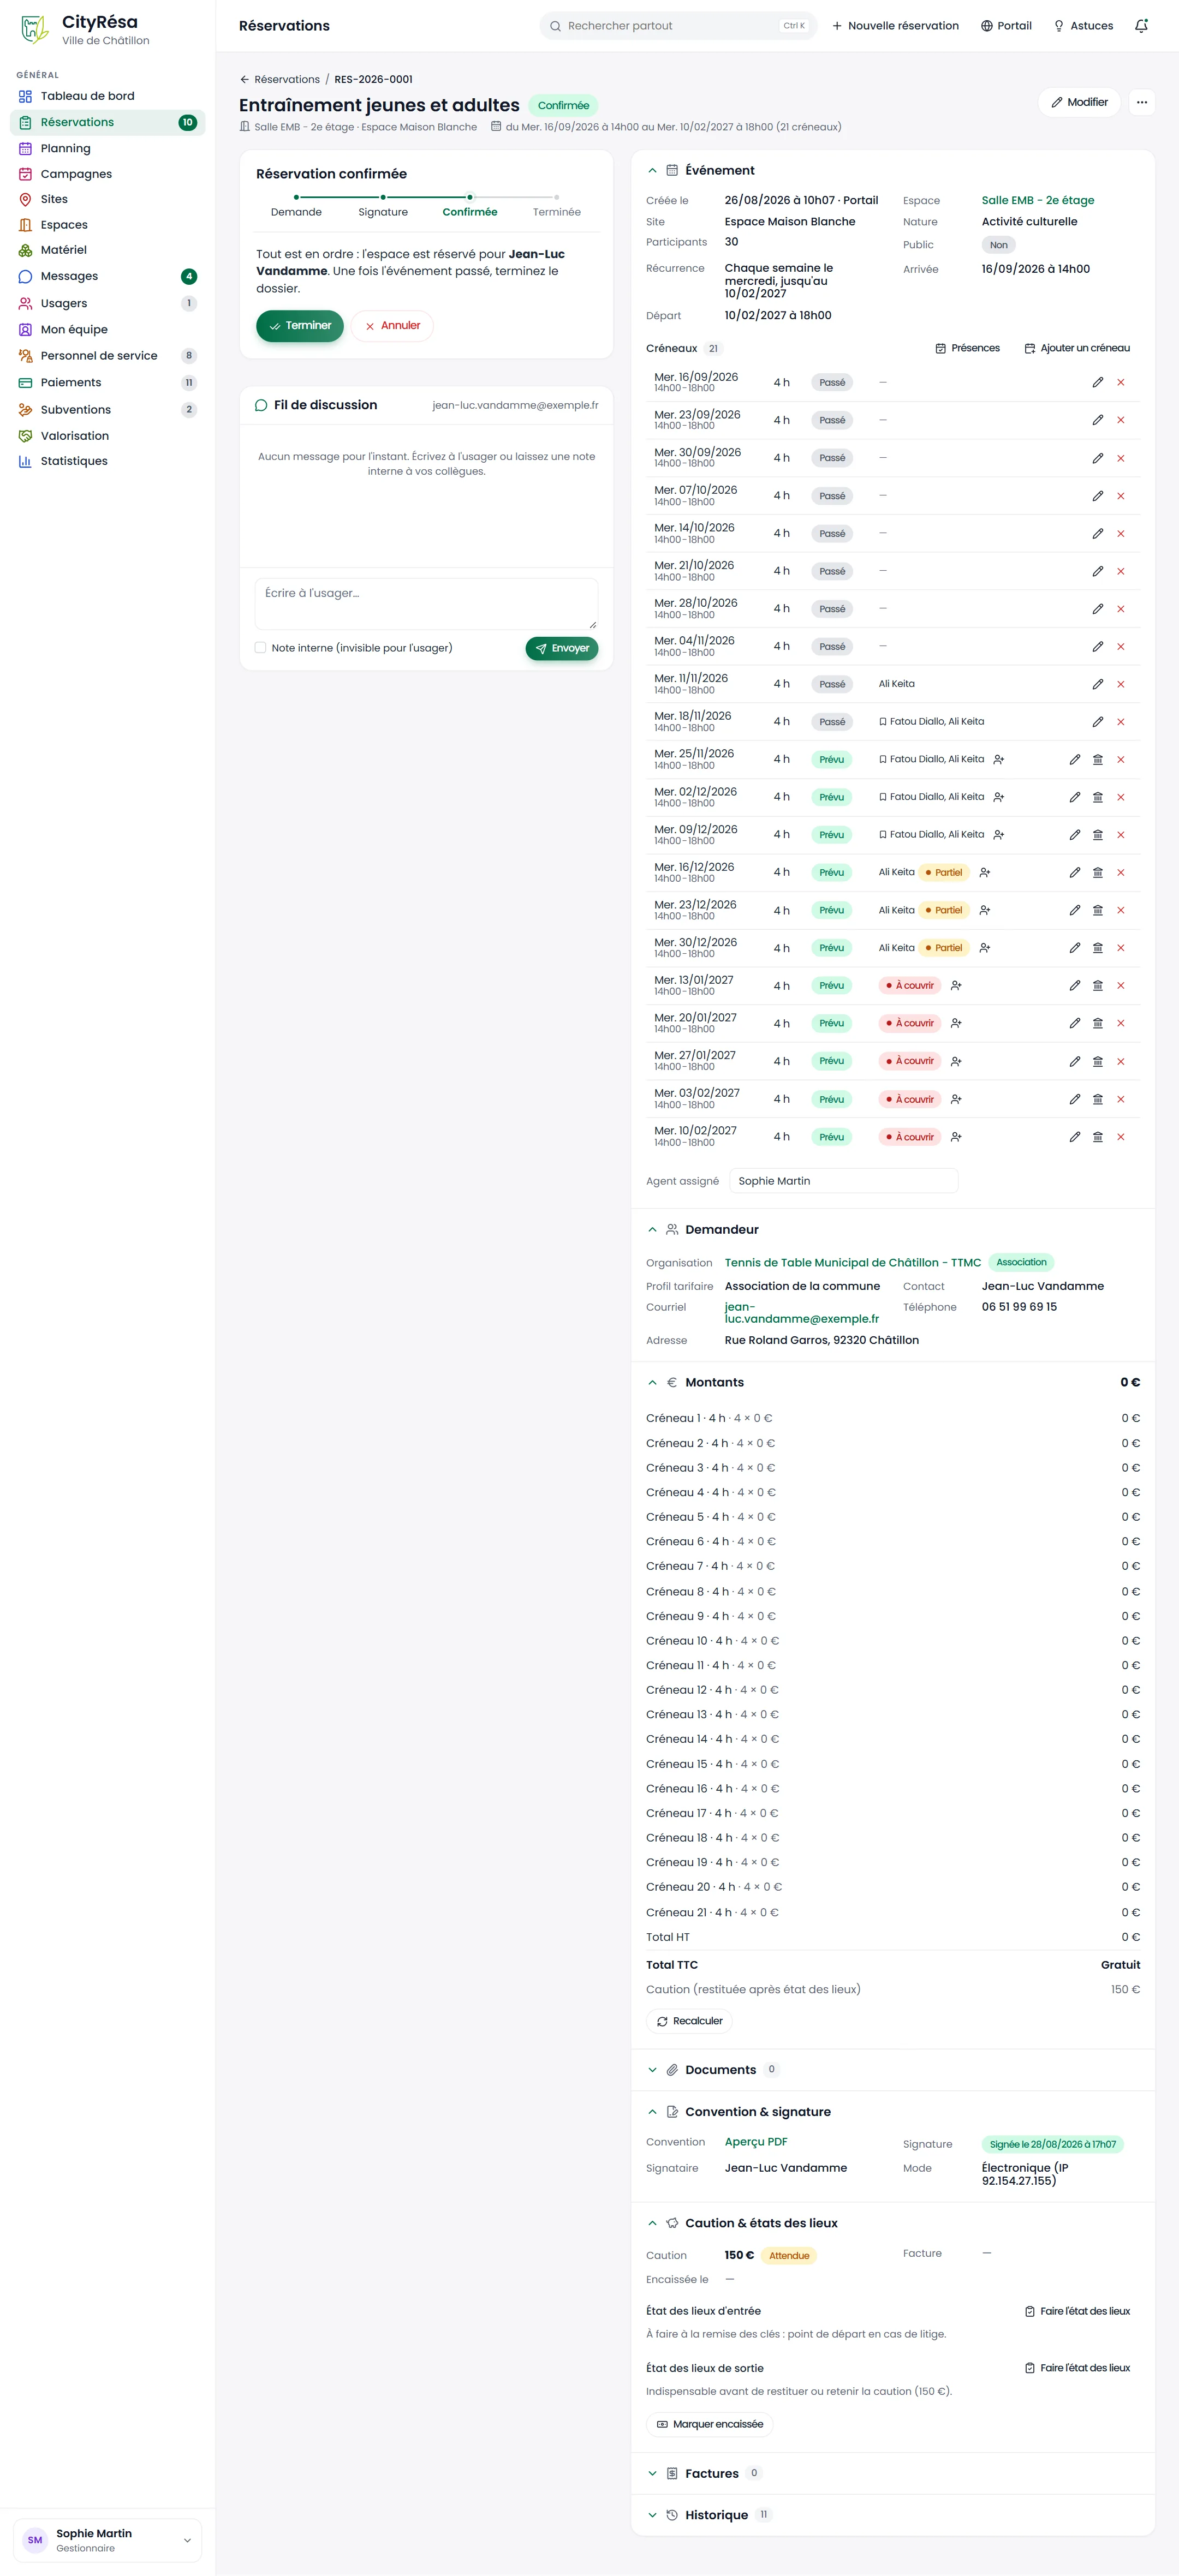 CityRésa
Ville de Châtillon
GÉNÉRAL
Tableau de bord
Réservations 10
Planning
Campagnes
Sites
Espaces
Matériel
Messages 4
Usagers 1
Mon équipe
Personnel de service 8
Paiements 11
Subventions 2
Valorisation
Statistiques
SM
Sophie Martin
Gestionnaire
Réservations
Rechercher partout Ctrl K
Nouvelle réservation
Portail
Astuces
Réservations / RES-2026-0001
Entraînement jeunes et adultes Confirmée
Salle EMB - 2e étage · Espace Maison Blanche du Mer. 16/09/2026 à 14h00 au Mer. 10/02/2027 à 18h00 (21 créneaux)
Modifier
Réservation confirmée
Demande Signature Confirmée Terminée
Tout est en ordre : l'espace est réservé pour Jean-Luc
Vandamme. Une fois l'événement passé, terminez le
dossier.
Terminer Annuler
Fil de discussion jean-luc.vandamme@exemple.fr
Aucun message pour l'instant. Écrivez à l'usager ou laissez une note
interne à vos collègues.
Écrire à l'usager…
Note interne (invisible pour l'usager) Envoyer
Événement
Créée le 26/08/2026 à 10h07 · Portail Espace Salle EMB - 2e étage
Site Espace Maison Blanche Nature Activité culturelle
Participants 30 Public Non
Récurrence Chaque semaine le
mercredi, jusqu'au
10/02/2027
Arrivée 16/09/2026 à 14h00
Départ 10/02/2027 à 18h00
Créneaux 21 Présences Ajouter un créneau
Mer. 16/09/2026 4 h Passé —
14h00–18h00
Mer. 23/09/2026 4 h Passé —
14h00–18h00
Mer. 30/09/2026 4 h Passé —
14h00–18h00
Mer. 07/10/2026 4 h Passé —
14h00–18h00
Mer. 14/10/2026 4 h Passé —
14h00–18h00
Mer. 21/10/2026 4 h Passé —
14h00–18h00
Mer. 28/10/2026 4 h Passé —
14h00–18h00
Mer. 04/11/2026 4 h Passé —
14h00–18h00
Mer. 11/11/2026 4 h Passé Ali Keita
14h00–18h00
Mer. 18/11/2026 4 h Passé Fatou Diallo, Ali Keita
14h00–18h00
Mer. 25/11/2026 4 h Prévu Fatou Diallo, Ali Keita
14h00–18h00
Mer. 02/12/2026 4 h Prévu Fatou Diallo, Ali Keita
14h00–18h00
Mer. 09/12/2026 4 h Prévu Fatou Diallo, Ali Keita
14h00–18h00
Mer. 16/12/2026 4 h Prévu Ali Keita Partiel
14h00–18h00
Mer. 23/12/2026 4 h Prévu Ali Keita Partiel
14h00–18h00
Mer. 30/12/2026 4 h Prévu Ali Keita Partiel
14h00–18h00
Mer. 13/01/2027 4 h Prévu À couvrir
14h00–18h00
Mer. 20/01/2027 4 h Prévu À couvrir
14h00–18h00
Mer. 27/01/2027 4 h Prévu À couvrir
14h00–18h00
Mer. 03/02/2027 4 h Prévu À couvrir
14h00–18h00
Mer. 10/02/2027 4 h Prévu À couvrir
14h00–18h00
Agent assigné Sophie Martin
Demandeur
Organisation Tennis de Table Municipal de Châtillon - TTMC Association
Profil tarifaire Association de la commune Contact Jean-Luc Vandamme
Courriel jean-
luc.vandamme@exemple.fr
Téléphone 06 51 99 69 15
Adresse Rue Roland Garros, 92320 Châtillon
Montants 0 €
Créneau 1 · 4 h · 4 × 0 € 0 €
Créneau 2 · 4 h · 4 × 0 € 0 €
Créneau 3 · 4 h · 4 × 0 € 0 €
Créneau 4 · 4 h · 4 × 0 € 0 €
Créneau 5 · 4 h · 4 × 0 € 0 €
Créneau 6 · 4 h · 4 × 0 € 0 €
Créneau 7 · 4 h · 4 × 0 € 0 €
Créneau 8 · 4 h · 4 × 0 € 0 €
Créneau 9 · 4 h · 4 × 0 € 0 €
Créneau 10 · 4 h · 4 × 0 € 0 €
Créneau 11 · 4 h · 4 × 0 € 0 €
Créneau 12 · 4 h · 4 × 0 € 0 €
Créneau 13 · 4 h · 4 × 0 € 0 €
Créneau 14 · 4 h · 4 × 0 € 0 €
Créneau 15 · 4 h · 4 × 0 € 0 €
Créneau 16 · 4 h · 4 × 0 € 0 €
Créneau 17 · 4 h · 4 × 0 € 0 €
Créneau 18 · 4 h · 4 × 0 € 0 €
Créneau 19 · 4 h · 4 × 0 € 0 €
Créneau 20 · 4 h · 4 × 0 € 0 €
Créneau 21 · 4 h · 4 × 0 € 0 €
Total HT 0 €
Total TTC Gratuit
Caution (restituée après état des lieux) 150 €
Recalculer
Documents 0
Convention & signature
Convention Aperçu PDF Signature Signée le 28/08/2026 à 17h07
Signataire Jean-Luc Vandamme Mode Électronique (IP
92.154.27.155)
Caution & états des lieux
Caution 150 € Attendue Facture —
Encaissée le —
État des lieux d'entrée Faire l'état des lieux
À faire à la remise des clés : point de départ en cas de litige.
État des lieux de sortie Faire l'état des lieux
Indispensable avant de restituer ou retenir la caution (150 €).
Marquer encaissée
Factures 0
Historique 11